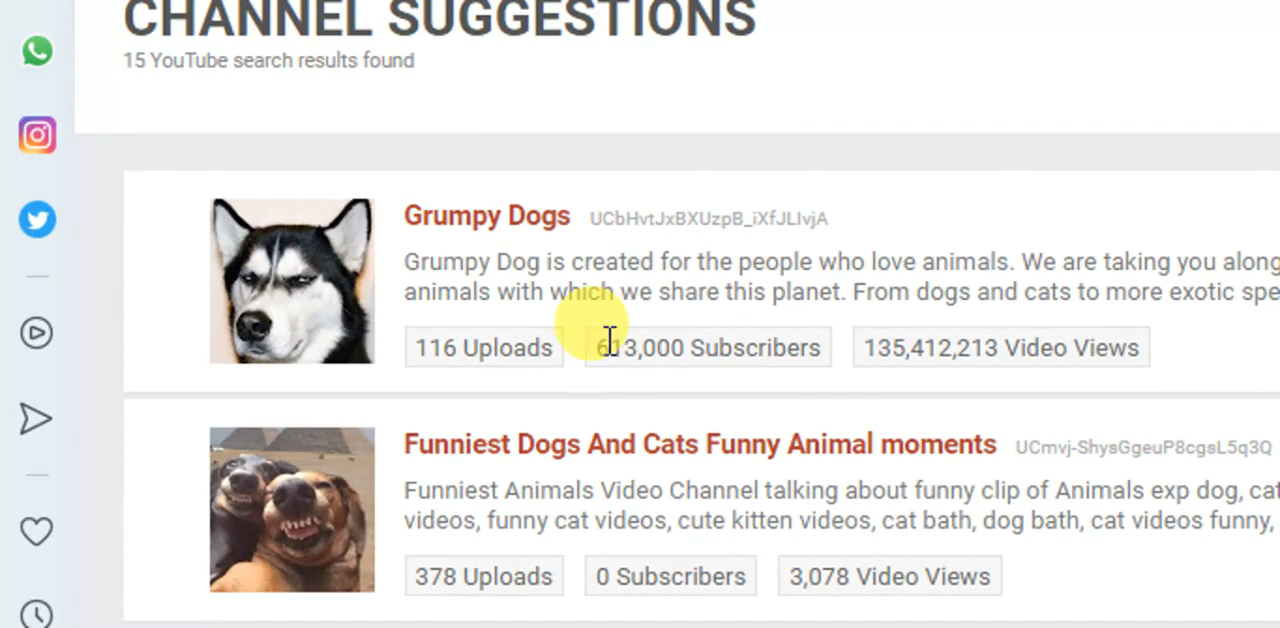 CHANNEL SUGGESTIONS
15 YouTube search results found
Grumpy Dogs UCbHvtJxBXUzpB_iXfJLIvjA
Grumpy Dog is created for the people who love animals. We are taking you along
animals with which we share this planet. From dogs and cats to more exotic spe
116 Uploads 613,000 Subscribers 135,412,213 Video Views
Funniest Dogs And Cats Funny Animal moments UCmvj-ShysGgeuP8cgsL5q3Q
Funniest Animals Video Channel talking about funny clip of Animals exp dog, cat
videos, funny cat videos, cute kitten videos, cat bath, dog bath, cat videos funny,
378 Uploads 0 Subscribers 3,078 Video Views